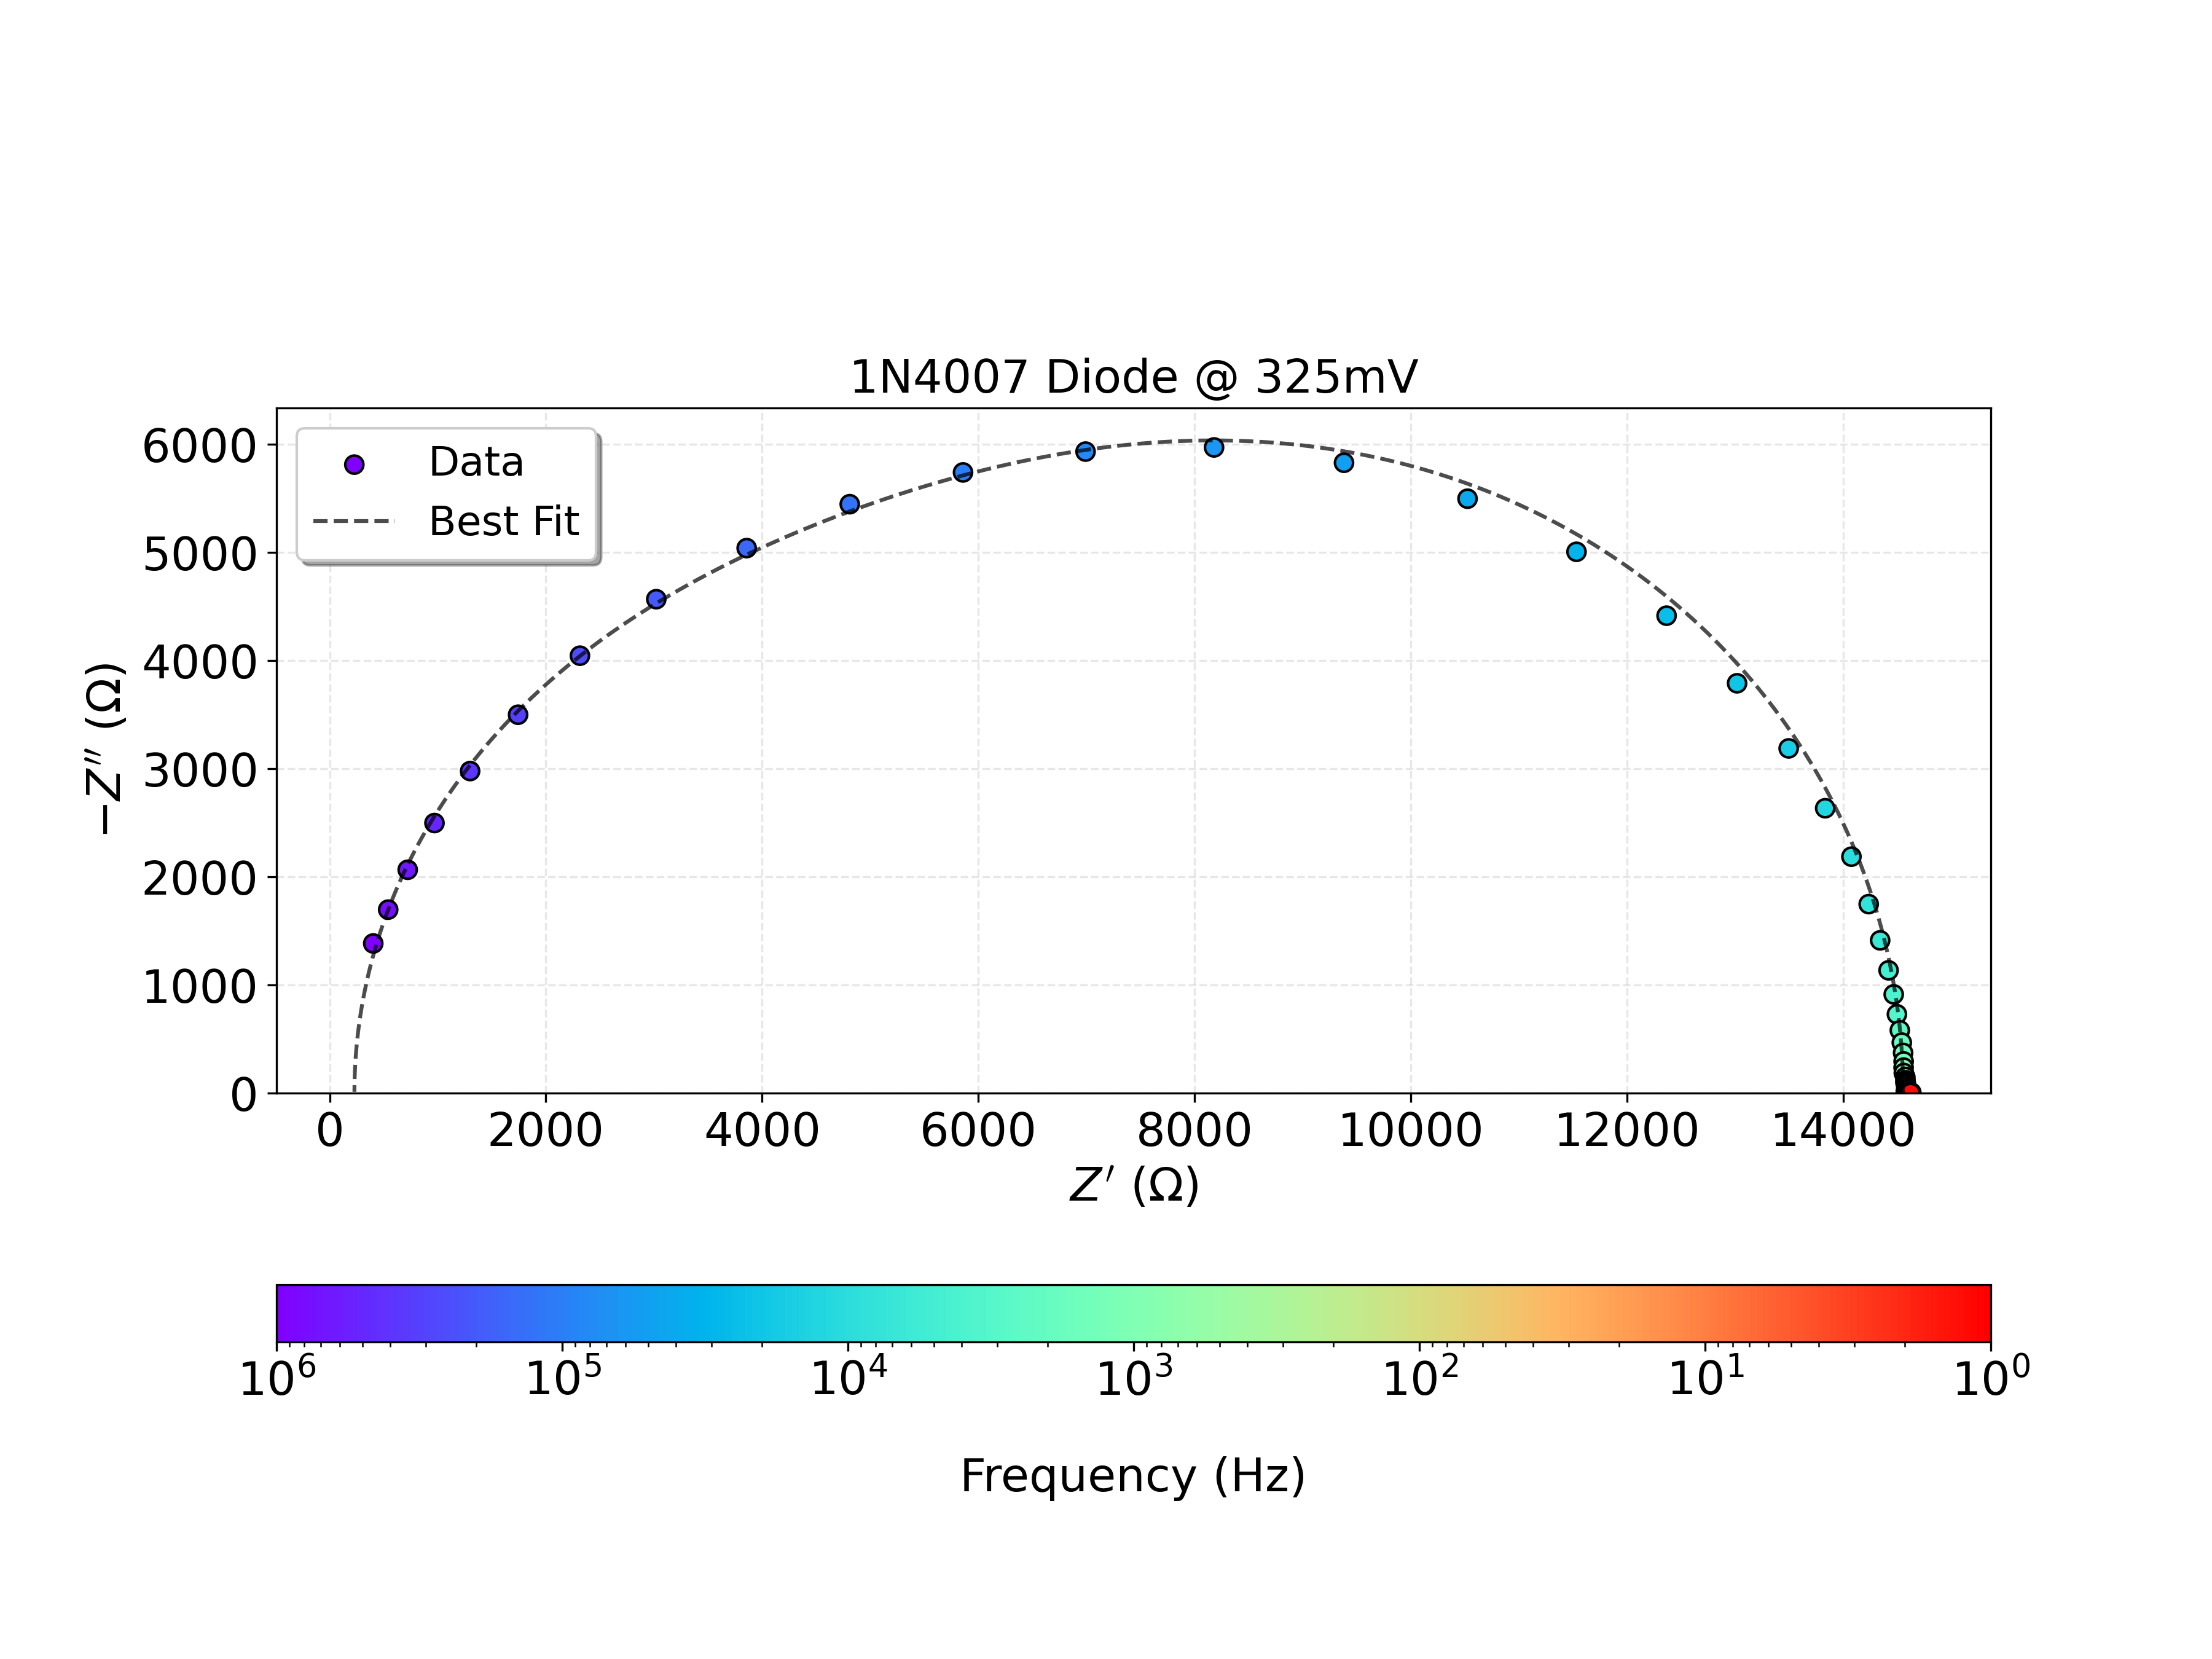 1N4007 Diode @ 325mV
Data
Best Fit
6000
5000
4000
3000
2000
1000
0
−Z′′ (Ω)
0 2000 4000 6000 8000 10000 12000 14000
Z′ (Ω)
10⁶ 10⁵ 10⁴ 10³ 10² 10¹ 10⁰
Frequency (Hz)